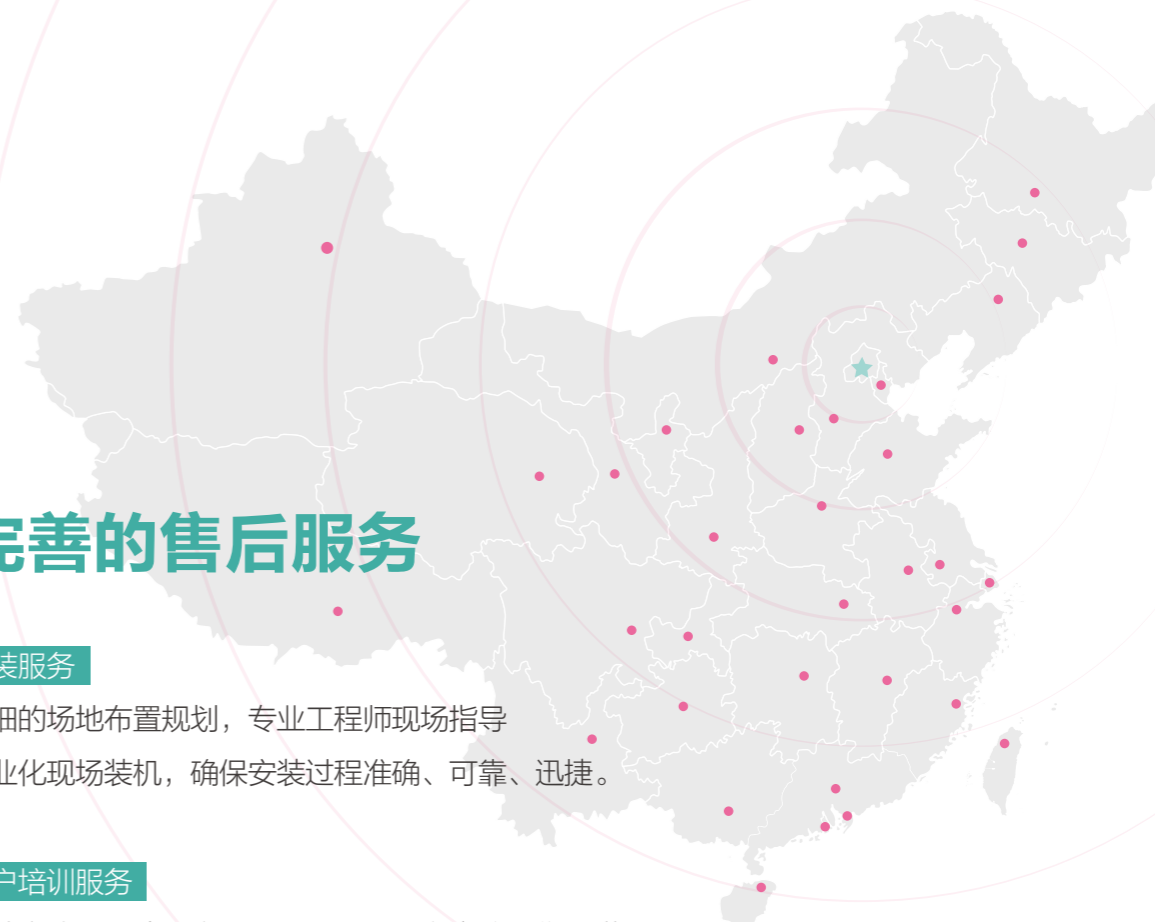 善的售后服务
装服务
细的场地布置规划，专业工程师现场指导
业化现场装机，确保安装过程准确、可靠、迅捷。
户培训服务